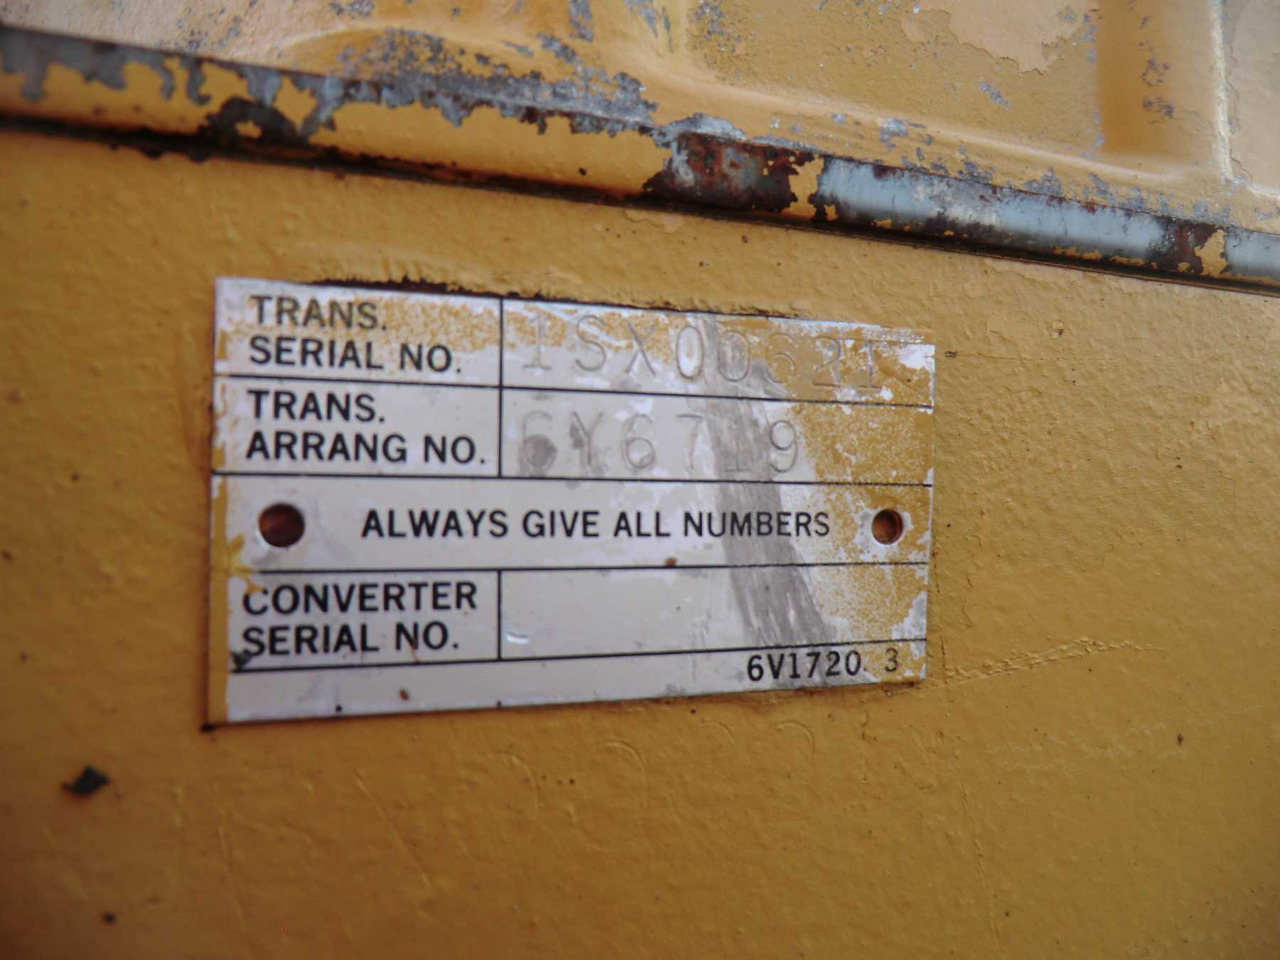 TRANS.
SERIAL NO. 1SX00621
TRANS.
ARRANG NO. 6Y6719
ALWAYS GIVE ALL NUMBERS
CONVERTER
SERIAL NO.
6V1720 3